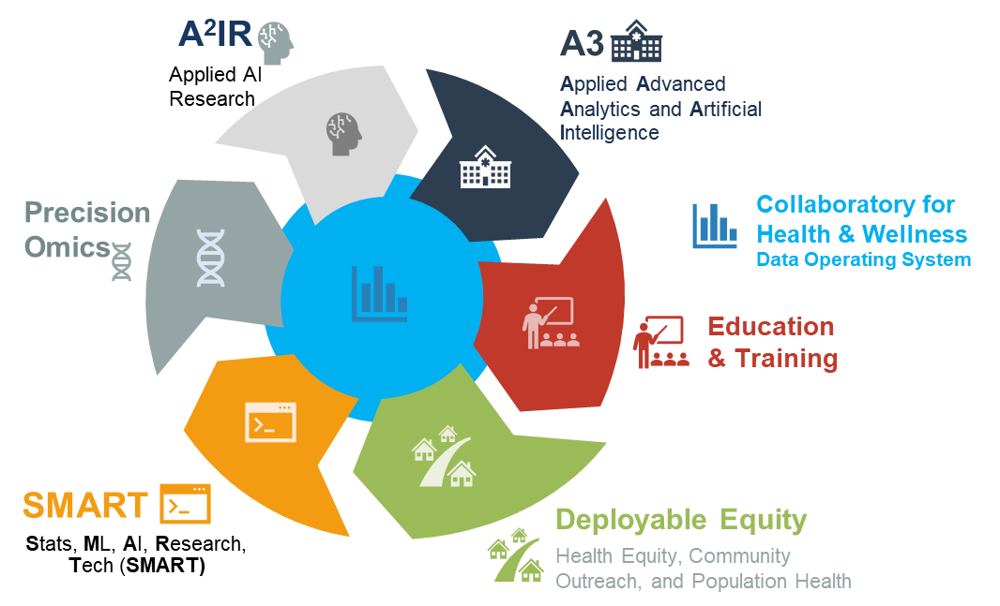 A²IR
Applied AI
Research
A3
Applied Advanced
Analytics and Artificial
Intelligence
Precision
Omics
Collaboratory for
Health & Wellness
Data Operating System
Education
& Training
SMART
Stats, ML, AI, Research,
Tech (SMART)
Deployable Equity
Health Equity, Community
Outreach, and Population Health